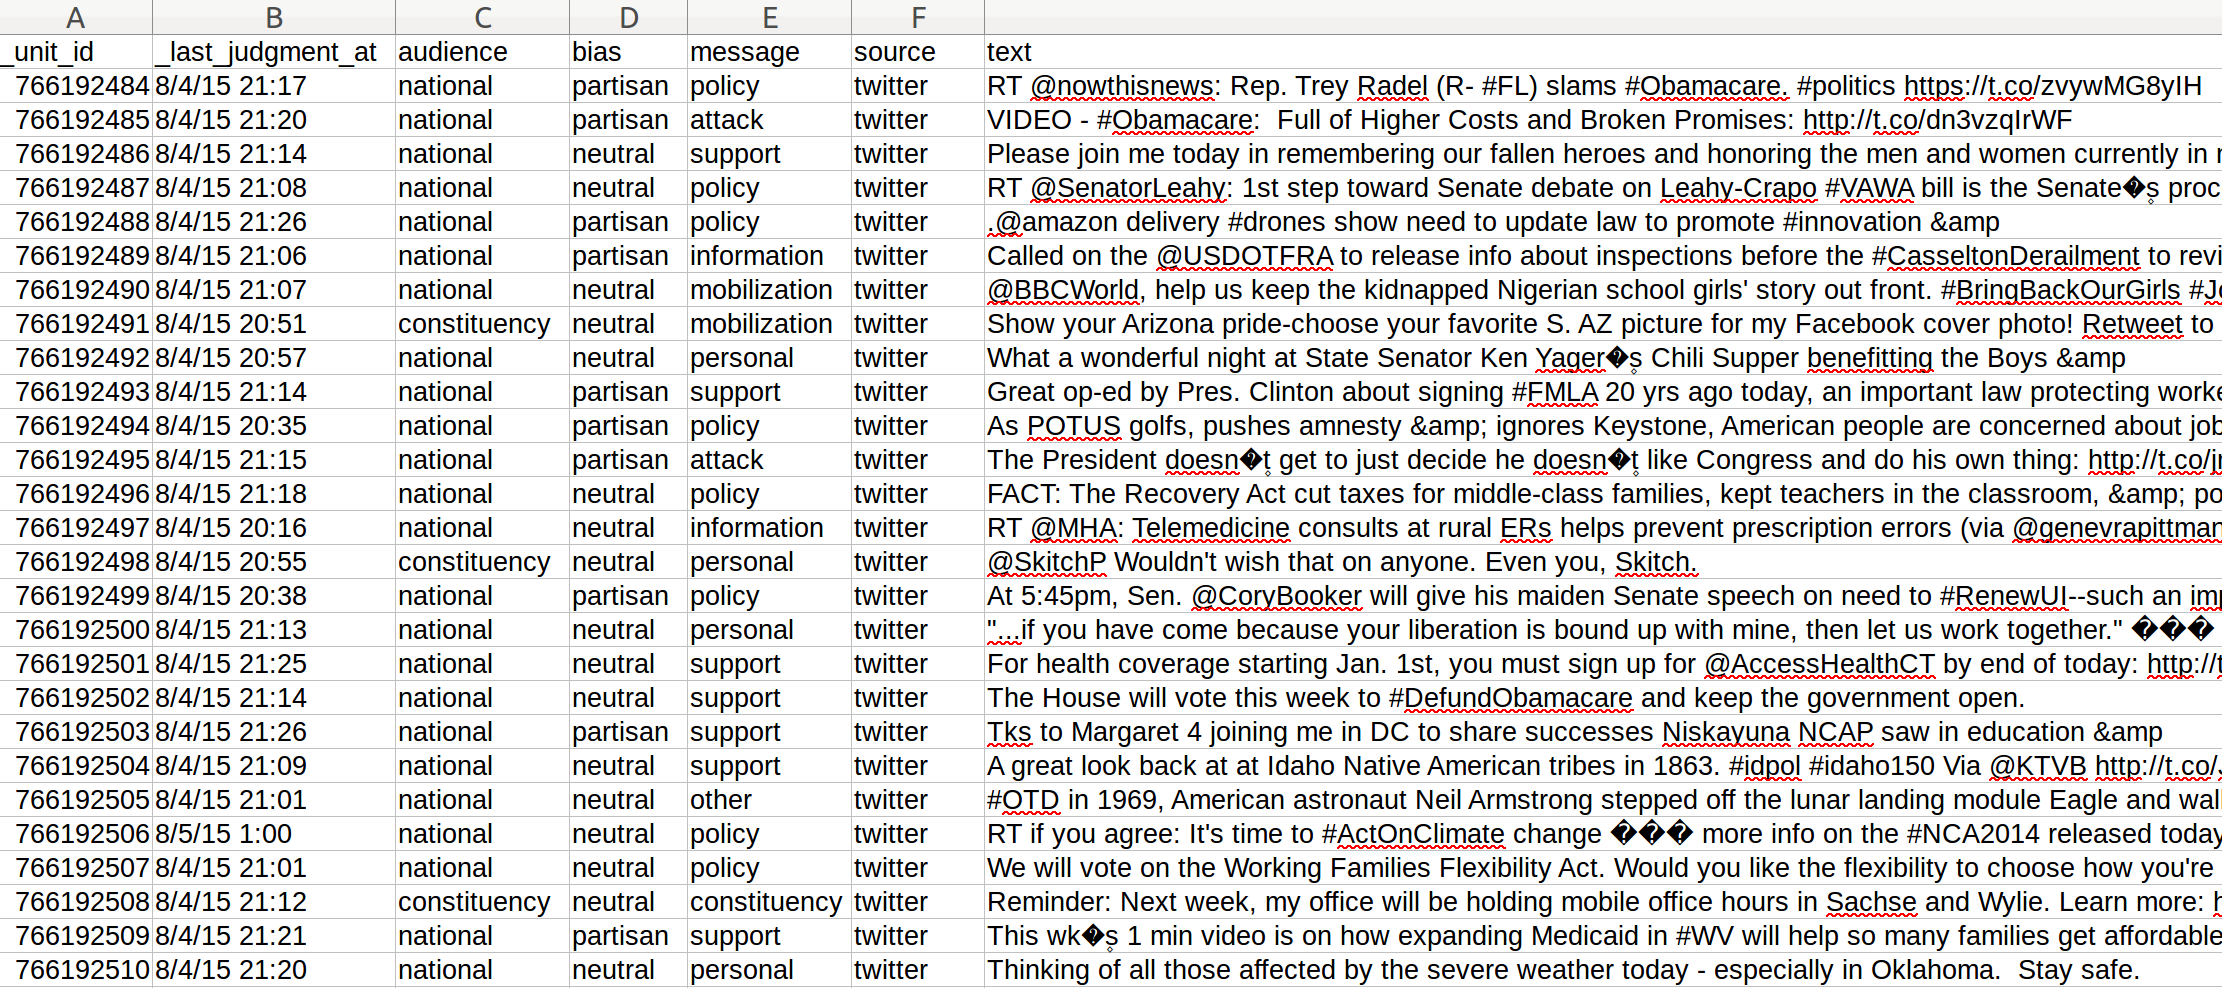 A B C D E F
_unit_id _last_judgment_at audience bias message source text
766192484 8/4/15 21:17 national partisan policy twitter RT @nowthisnews: Rep. Trey Radel (R- #FL) slams #Obamacare. #politics https://t.co/zvywMG8yIH
766192485 8/4/15 21:20 national partisan attack twitter VIDEO - #Obamacare:  Full of Higher Costs and Broken Promises: http://t.co/dn3vzqIrWF
766192486 8/4/15 21:14 national neutral support twitter Please join me today in remembering our fallen heroes and honoring the men and women currently in
766192487 8/4/15 21:08 national neutral policy twitter RT @SenatorLeahy: 1st step toward Senate debate on Leahy-Crapo #VAWA bill is the Senate�s proc
766192488 8/4/15 21:26 national partisan policy twitter .@amazon delivery #drones show need to update law to promote #innovation &amp
766192489 8/4/15 21:06 national partisan information twitter Called on the @USDOTFRA to release info about inspections before the #CasseltonDerailment to revi
766192490 8/4/15 21:07 national neutral mobilization twitter @BBCWorld, help us keep the kidnapped Nigerian school girls' story out front. #BringBackOurGirls #Jo
766192491 8/4/15 20:51 constituency neutral mobilization twitter Show your Arizona pride-choose your favorite S. AZ picture for my Facebook cover photo! Retweet to
766192492 8/4/15 20:57 national neutral personal twitter What a wonderful night at State Senator Ken Yager�s Chili Supper benefitting the Boys &amp
766192493 8/4/15 21:14 national partisan support twitter Great op-ed by Pres. Clinton about signing #FMLA 20 yrs ago today, an important law protecting worke
766192494 8/4/15 20:35 national partisan policy twitter As POTUS golfs, pushes amnesty &amp; ignores Keystone, American people are concerned about job
766192495 8/4/15 21:15 national partisan attack twitter The President doesn�t get to just decide he doesn�t like Congress and do his own thing: http://t.co/jr
766192496 8/4/15 21:18 national neutral policy twitter FACT: The Recovery Act cut taxes for middle-class families, kept teachers in the classroom, &amp; po
766192497 8/4/15 20:16 national neutral information twitter RT @MHA: Telemedicine consults at rural ERs helps prevent prescription errors (via @genevrapittman
766192498 8/4/15 20:55 constituency neutral personal twitter @SkitchP Wouldn't wish that on anyone. Even you, Skitch.
766192499 8/4/15 20:38 national partisan policy twitter At 5:45pm, Sen. @CoryBooker will give his maiden Senate speech on need to #RenewUI--such an imp
766192500 8/4/15 21:13 national neutral personal twitter "...if you have come because your liberation is bound up with mine, then let us work together." ���
766192501 8/4/15 21:25 national neutral support twitter For health coverage starting Jan. 1st, you must sign up for @AccessHealthCT by end of today: http://t
766192502 8/4/15 21:14 national neutral support twitter The House will vote this week to #DefundObamacare and keep the government open.
766192503 8/4/15 21:26 national partisan support twitter Tks to Margaret 4 joining me in DC to share successes Niskayuna NCAP saw in education &amp
766192504 8/4/15 21:09 national neutral support twitter A great look back at at Idaho Native American tribes in 1863. #idpol #idaho150 Via @KTVB http://t.co/
766192505 8/4/15 21:01 national neutral other twitter #OTD in 1969, American astronaut Neil Armstrong stepped off the lunar landing module Eagle and wal
766192506 8/5/15 1:00 national neutral policy twitter RT if you agree: It's time to #ActOnClimate change ��� more info on the #NCA2014 released today
766192507 8/4/15 21:01 national neutral policy twitter We will vote on the Working Families Flexibility Act. Would you like the flexibility to choose how you're
766192508 8/4/15 21:12 constituency neutral constituency twitter Reminder: Next week, my office will be holding mobile office hours in Sachse and Wylie. Learn more: h
766192509 8/4/15 21:21 national partisan support twitter This wk�s 1 min video is on how expanding Medicaid in #WV will help so many families get affordable
766192510 8/4/15 21:20 national neutral personal twitter Thinking of all those affected by the severe weather today - especially in Oklahoma.  Stay safe.